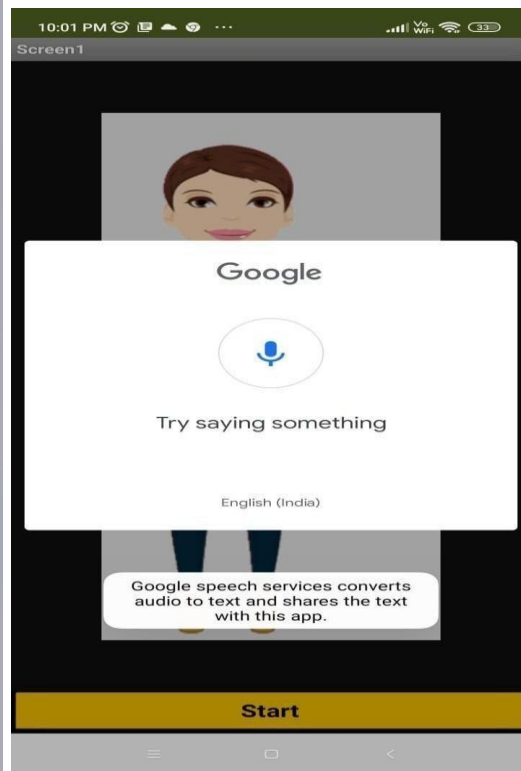 10:01 PM ... Vo WiFi 33
Screen1
Google
Try saying something
English (India)
Google speech services converts
audio to text and shares the text
with this app.
Start